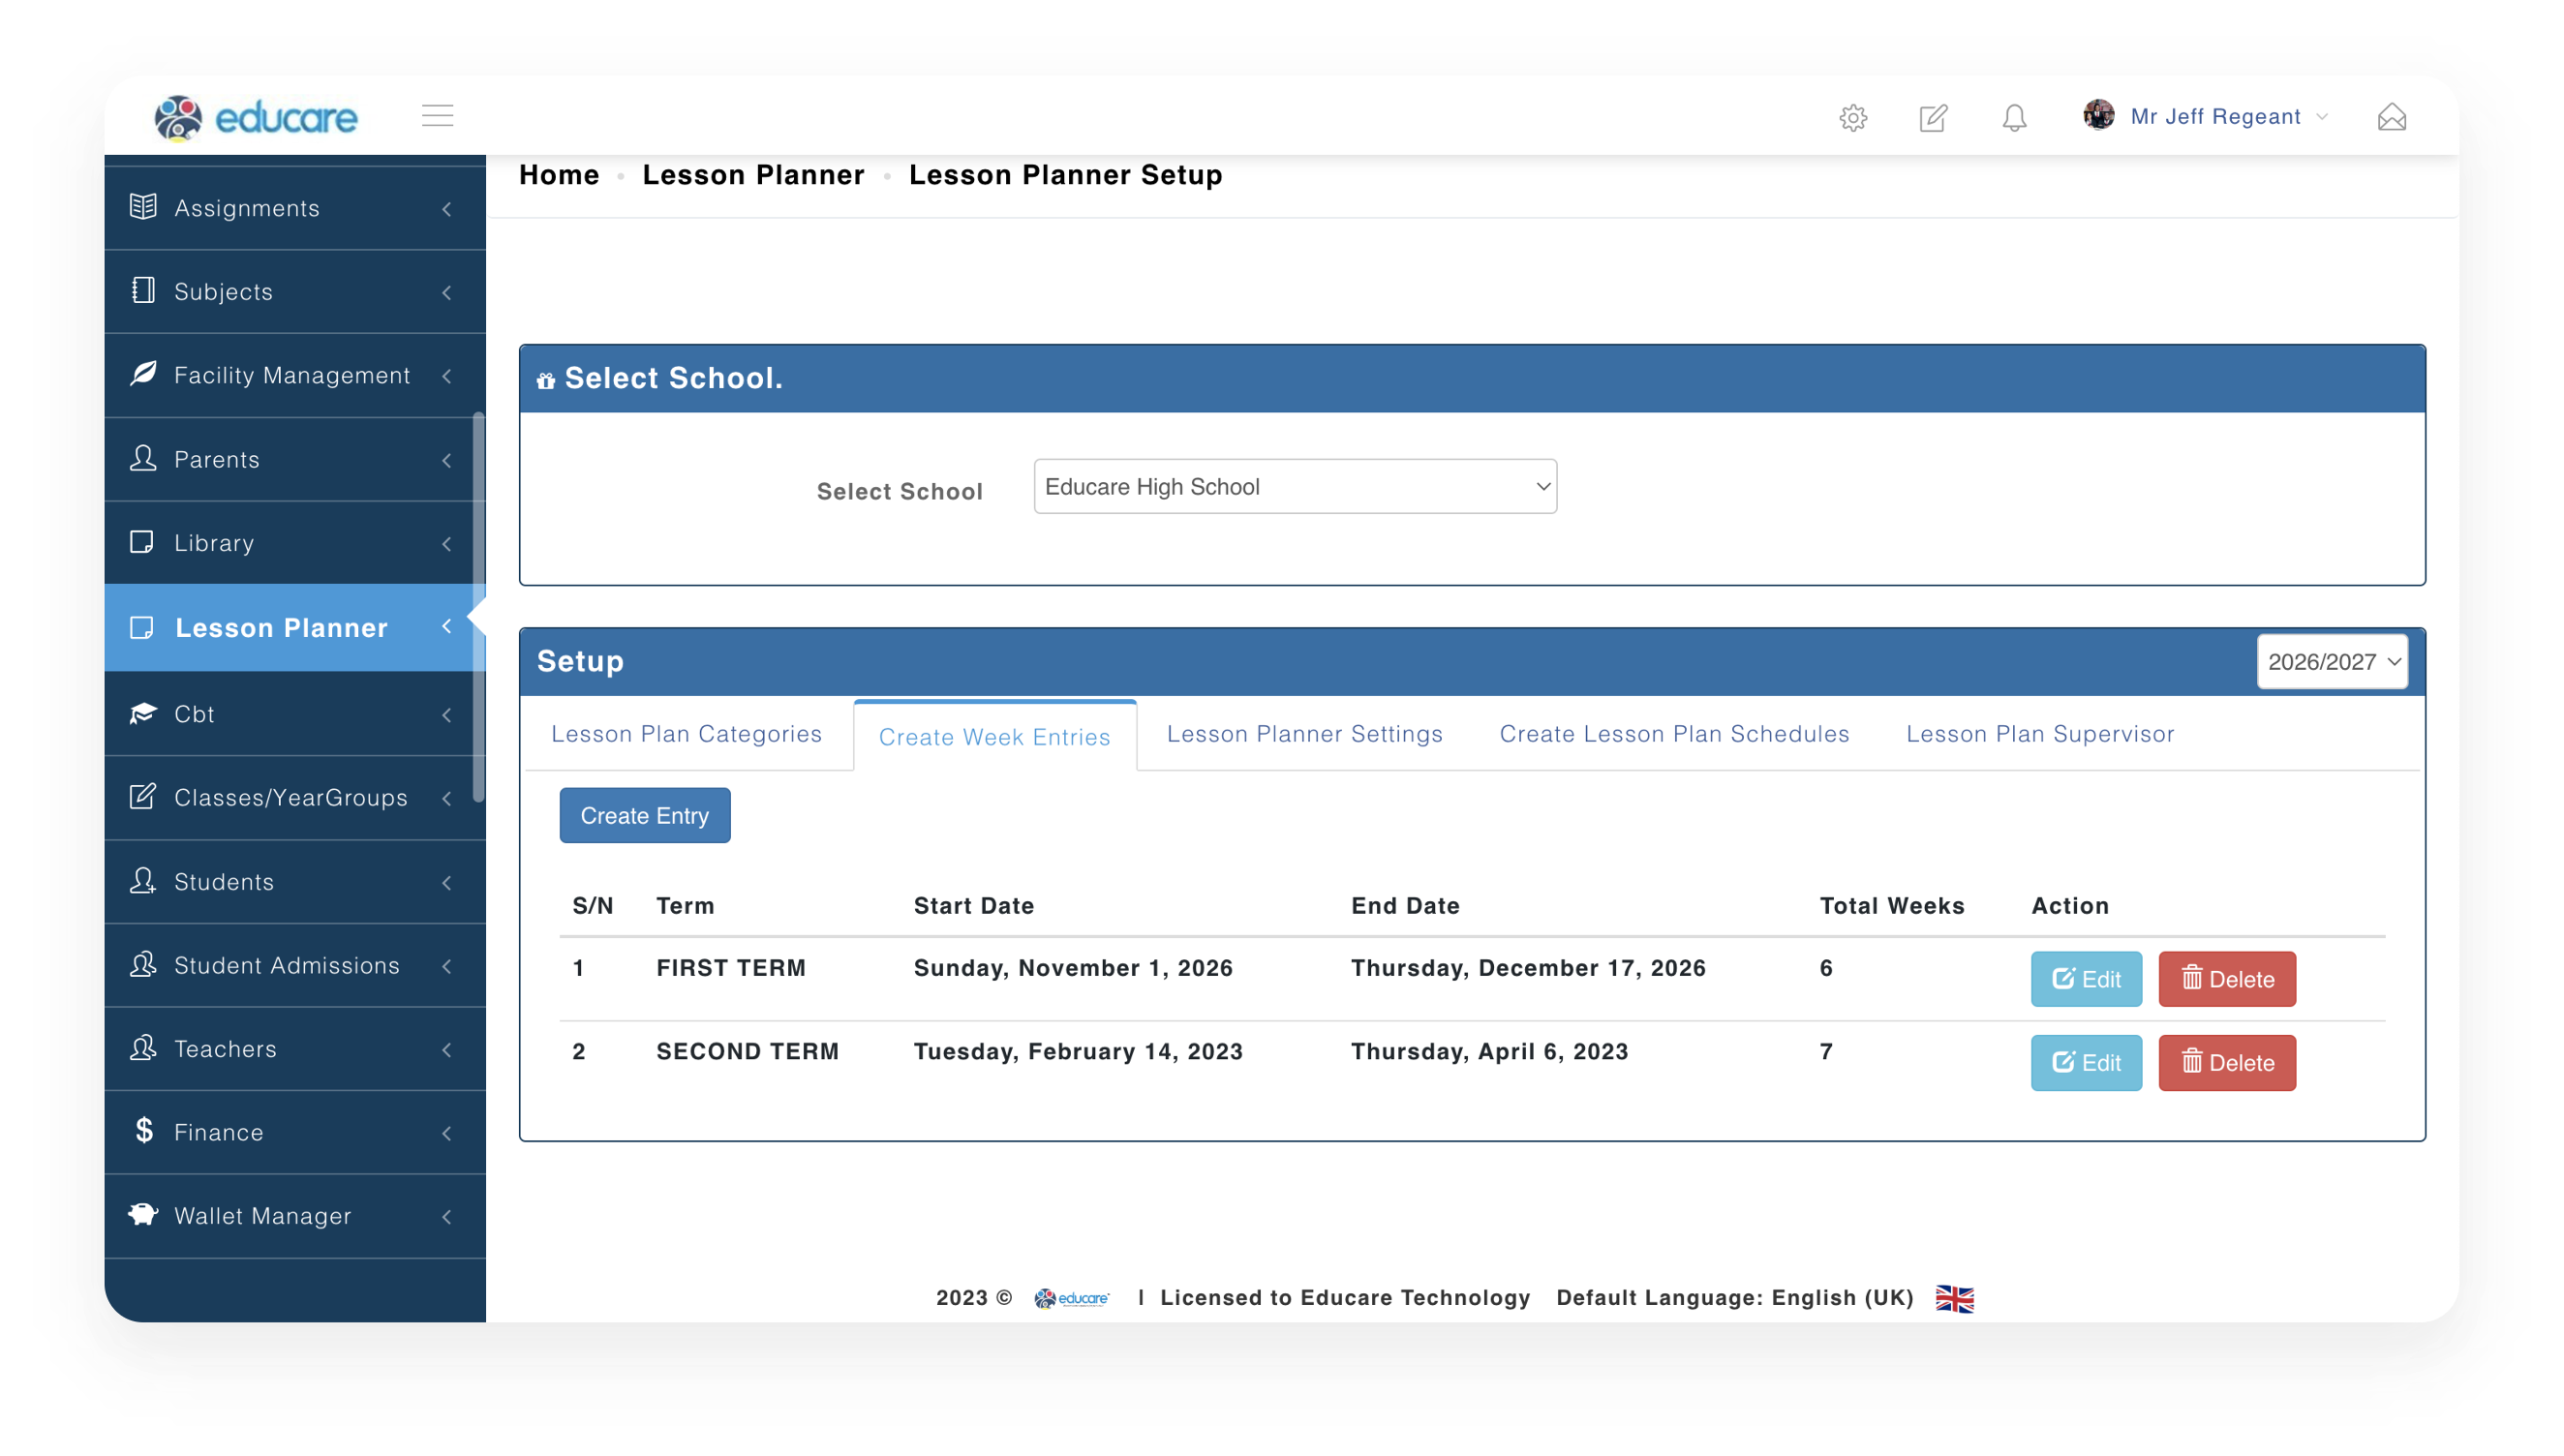 educare
Mr Jeff Regeant
Home • Lesson Planner • Lesson Planner Setup
Assignments
Subjects
Facility Management
Parents
Library
Lesson Planner
Cbt
Classes/YearGroups
Students
Student Admissions
Teachers
Finance
Wallet Manager
Select School.
Select School Educare High School
Setup 2026/2027
Lesson Plan Categories Create Week Entries Lesson Planner Settings Create Lesson Plan Schedules Lesson Plan Supervisor
Create Entry
S/N Term Start Date End Date Total Weeks Action
1 FIRST TERM Sunday, November 1, 2026 Thursday, December 17, 2026 6 Edit Delete
2 SECOND TERM Tuesday, February 14, 2023 Thursday, April 6, 2023 7 Edit Delete
2023 © educare | Licensed to Educare Technology Default Language: English (UK)